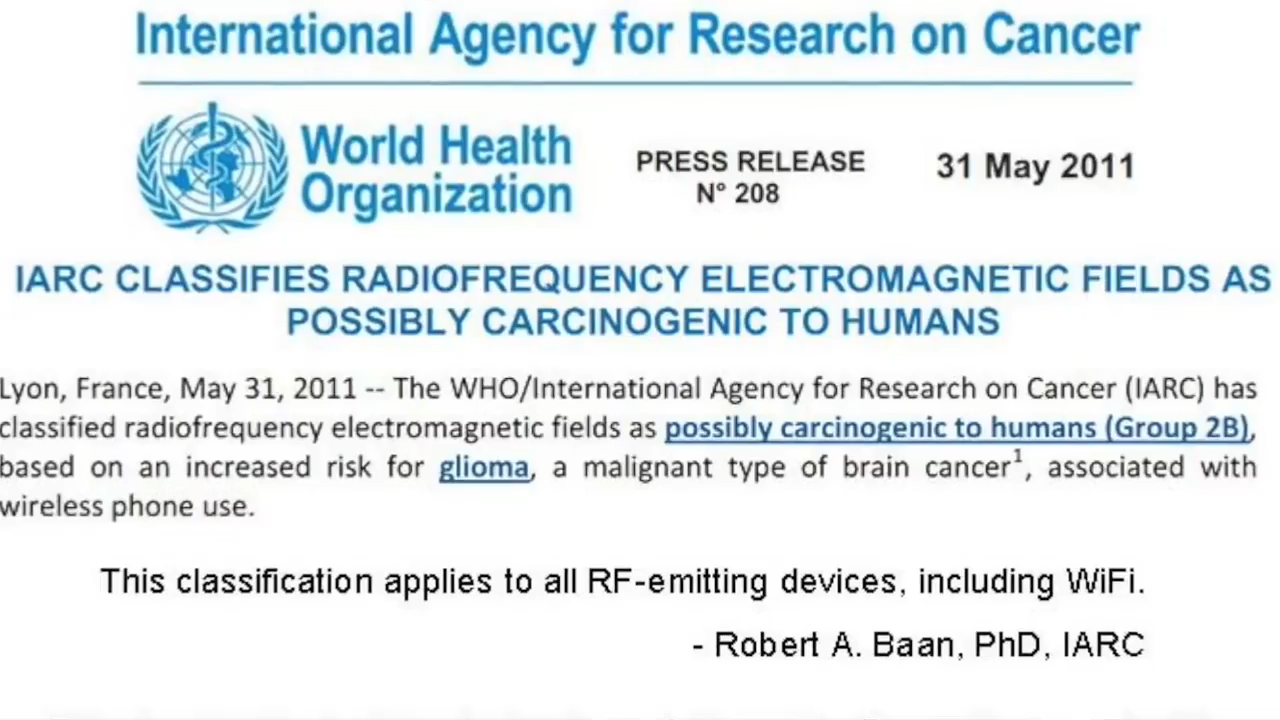 International Agency for Research on Cancer
World Health
Organization
PRESS RELEASE
N° 208
31 May 2011
IARC CLASSIFIES RADIOFREQUENCY ELECTROMAGNETIC FIELDS AS
POSSIBLY CARCINOGENIC TO HUMANS
Lyon, France, May 31, 2011 -- The WHO/International Agency for Research on Cancer (IARC) has
classified radiofrequency electromagnetic fields as possibly carcinogenic to humans (Group 2B),
based on an increased risk for glioma, a malignant type of brain cancer¹, associated with
wireless phone use.
This classification applies to all RF-emitting devices, including WiFi.
- Robert A. Baan, PhD, IARC